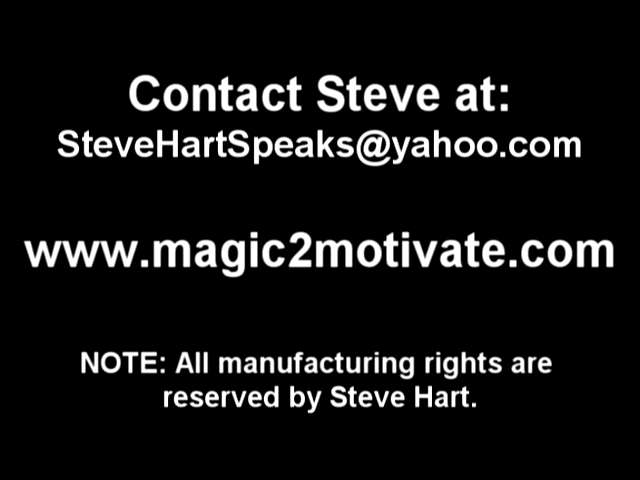 Contact Steve at:
SteveHartSpeaks@yahoo.com
www.magic2motivate.com
NOTE: All manufacturing rights are
reserved by Steve Hart.